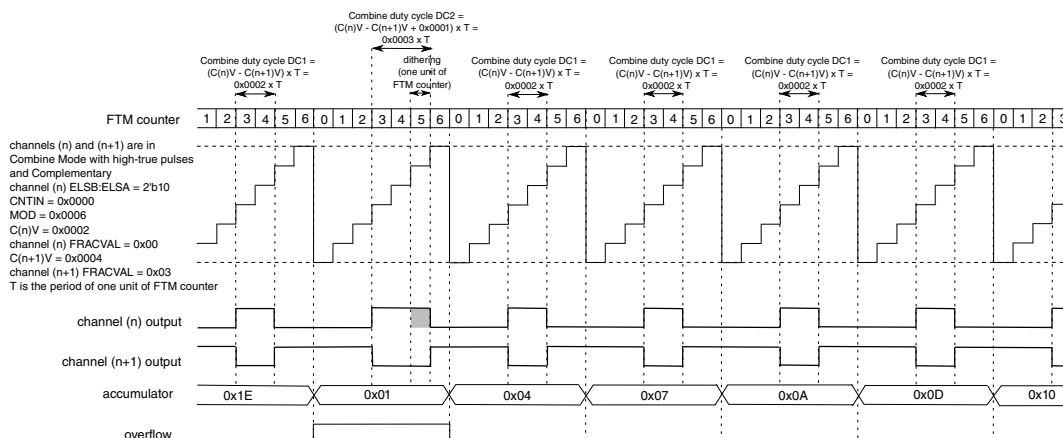 Combine duty cycle DC2 =
(C(n)V - C(n+1)V + 0x0001) x T =
0x0003 x T
Combine duty cycle DC1 =
(C(n)V - C(n+1)V) x T =
0x0002 x T
dithering
(one unit of
FTM counter)
Combine duty cycle DC1 =
(C(n)V - C(n+1)V) x T =
0x0002 x T
Combine duty cycle DC1 =
(C(n)V - C(n+1)V) x T =
0x0002 x T
Combine duty cycle DC1 =
(C(n)V - C(n+1)V) x T =
0x0002 x T
Combine duty cycle DC1 =
(C(n)V - C(n+1)V) x T =
0x0002 x T
FTM counter 1 2 3 4 5 6 0 1 2 3 4 5 6 0 1 2 3 4 5 6 0 1 2 3 4 5 6 0 1 2 3 4 5 6 0 1 2 3 4 5 6 0 1 2 3
channels (n) and (n+1) are in
Combine Mode with high-true pulses
and Complementary
channel (n) ELSB:ELSA = 2'b10
CNTIN = 0x0000
MOD = 0x0006
C(n)V = 0x0002
channel (n) FRACVAL = 0x00
C(n+1)V = 0x0004
channel (n+1) FRACVAL = 0x03
T is the period of one unit of FTM counter
channel (n) output
channel (n+1) output
accumulator 0x1E 0x01 0x04 0x07 0x0A 0x0D 0x10
overflow